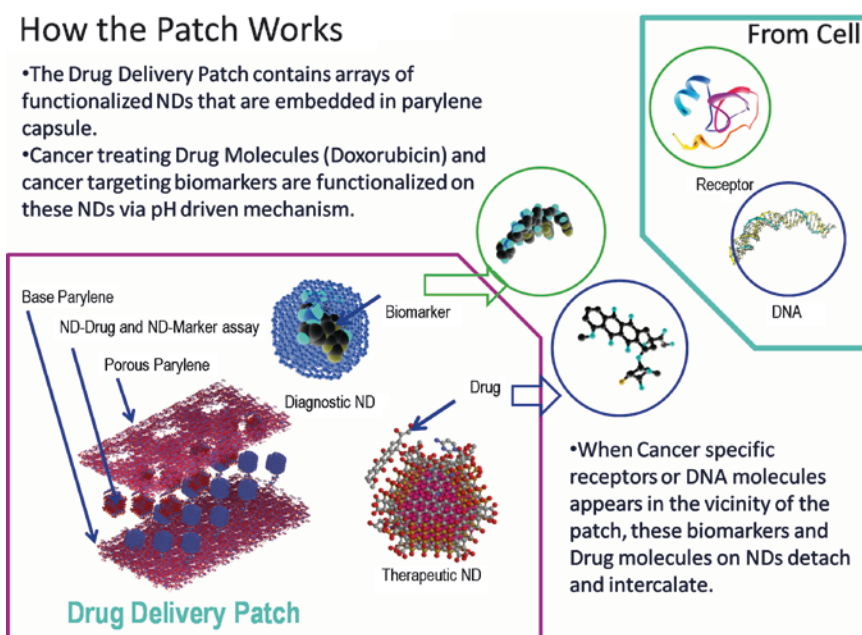 How the Patch Works
•The Drug Delivery Patch contains arrays of
functionalized NDs that are embedded in parylene
capsule.
•Cancer treating Drug Molecules (Doxorubicin) and
cancer targeting biomarkers are functionalized on
these NDs via pH driven mechanism.
From Cell
Receptor
DNA
Base Parylene
ND-Drug and ND-Marker assay
Porous Parylene
Biomarker
Diagnostic ND
Drug
Therapeutic ND
Drug Delivery Patch
•When Cancer specific
receptors or DNA molecules
appears in the vicinity of the
patch, these biomarkers and
Drug molecules on NDs detach
and intercalate.